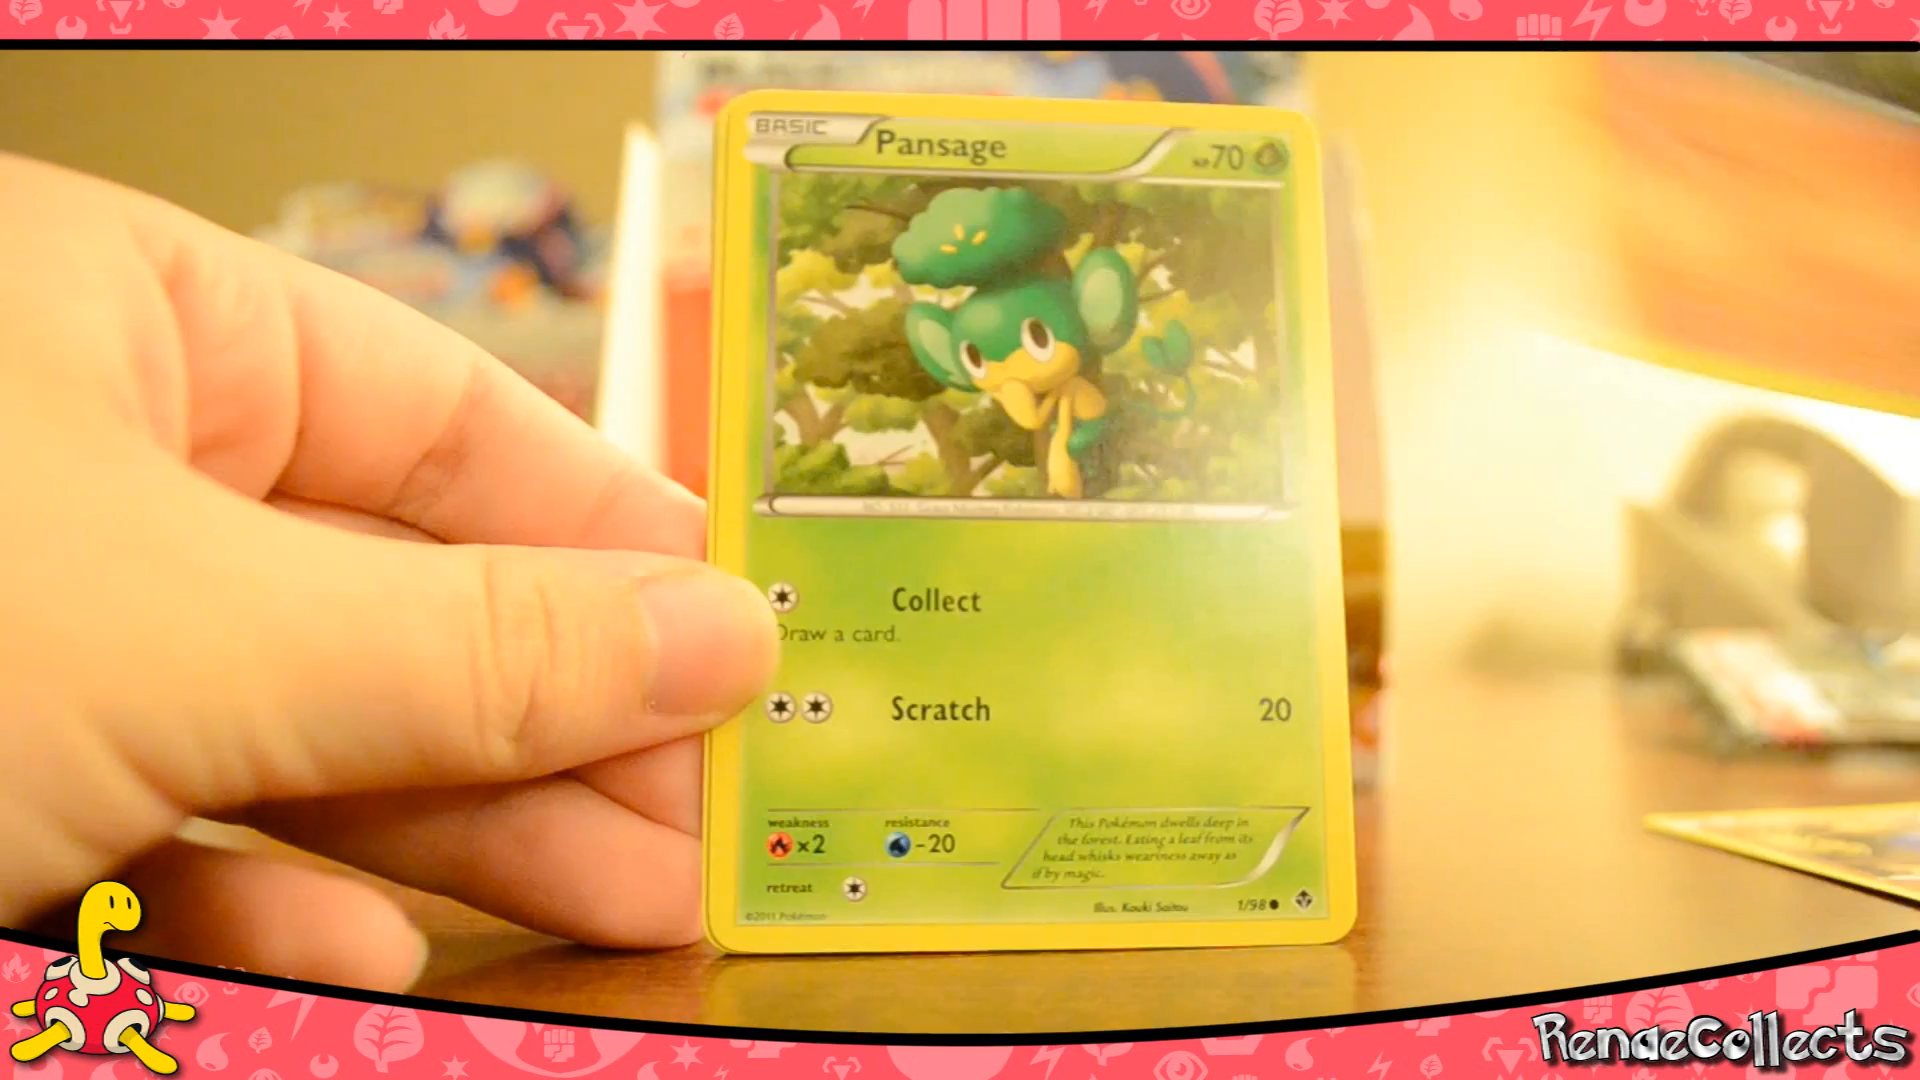 BASIC
Pansage
HP 70
Collect
Draw a card.
Scratch 20
weakness
×2
resistance
-20
This Pokémon dwells deep in
the forest. Eating a leaf from its
head whisks weariness away as
if by magic.
retreat
©2011 Pokémon
Illus. Kouki Saitou
1/98
RenaeCollects